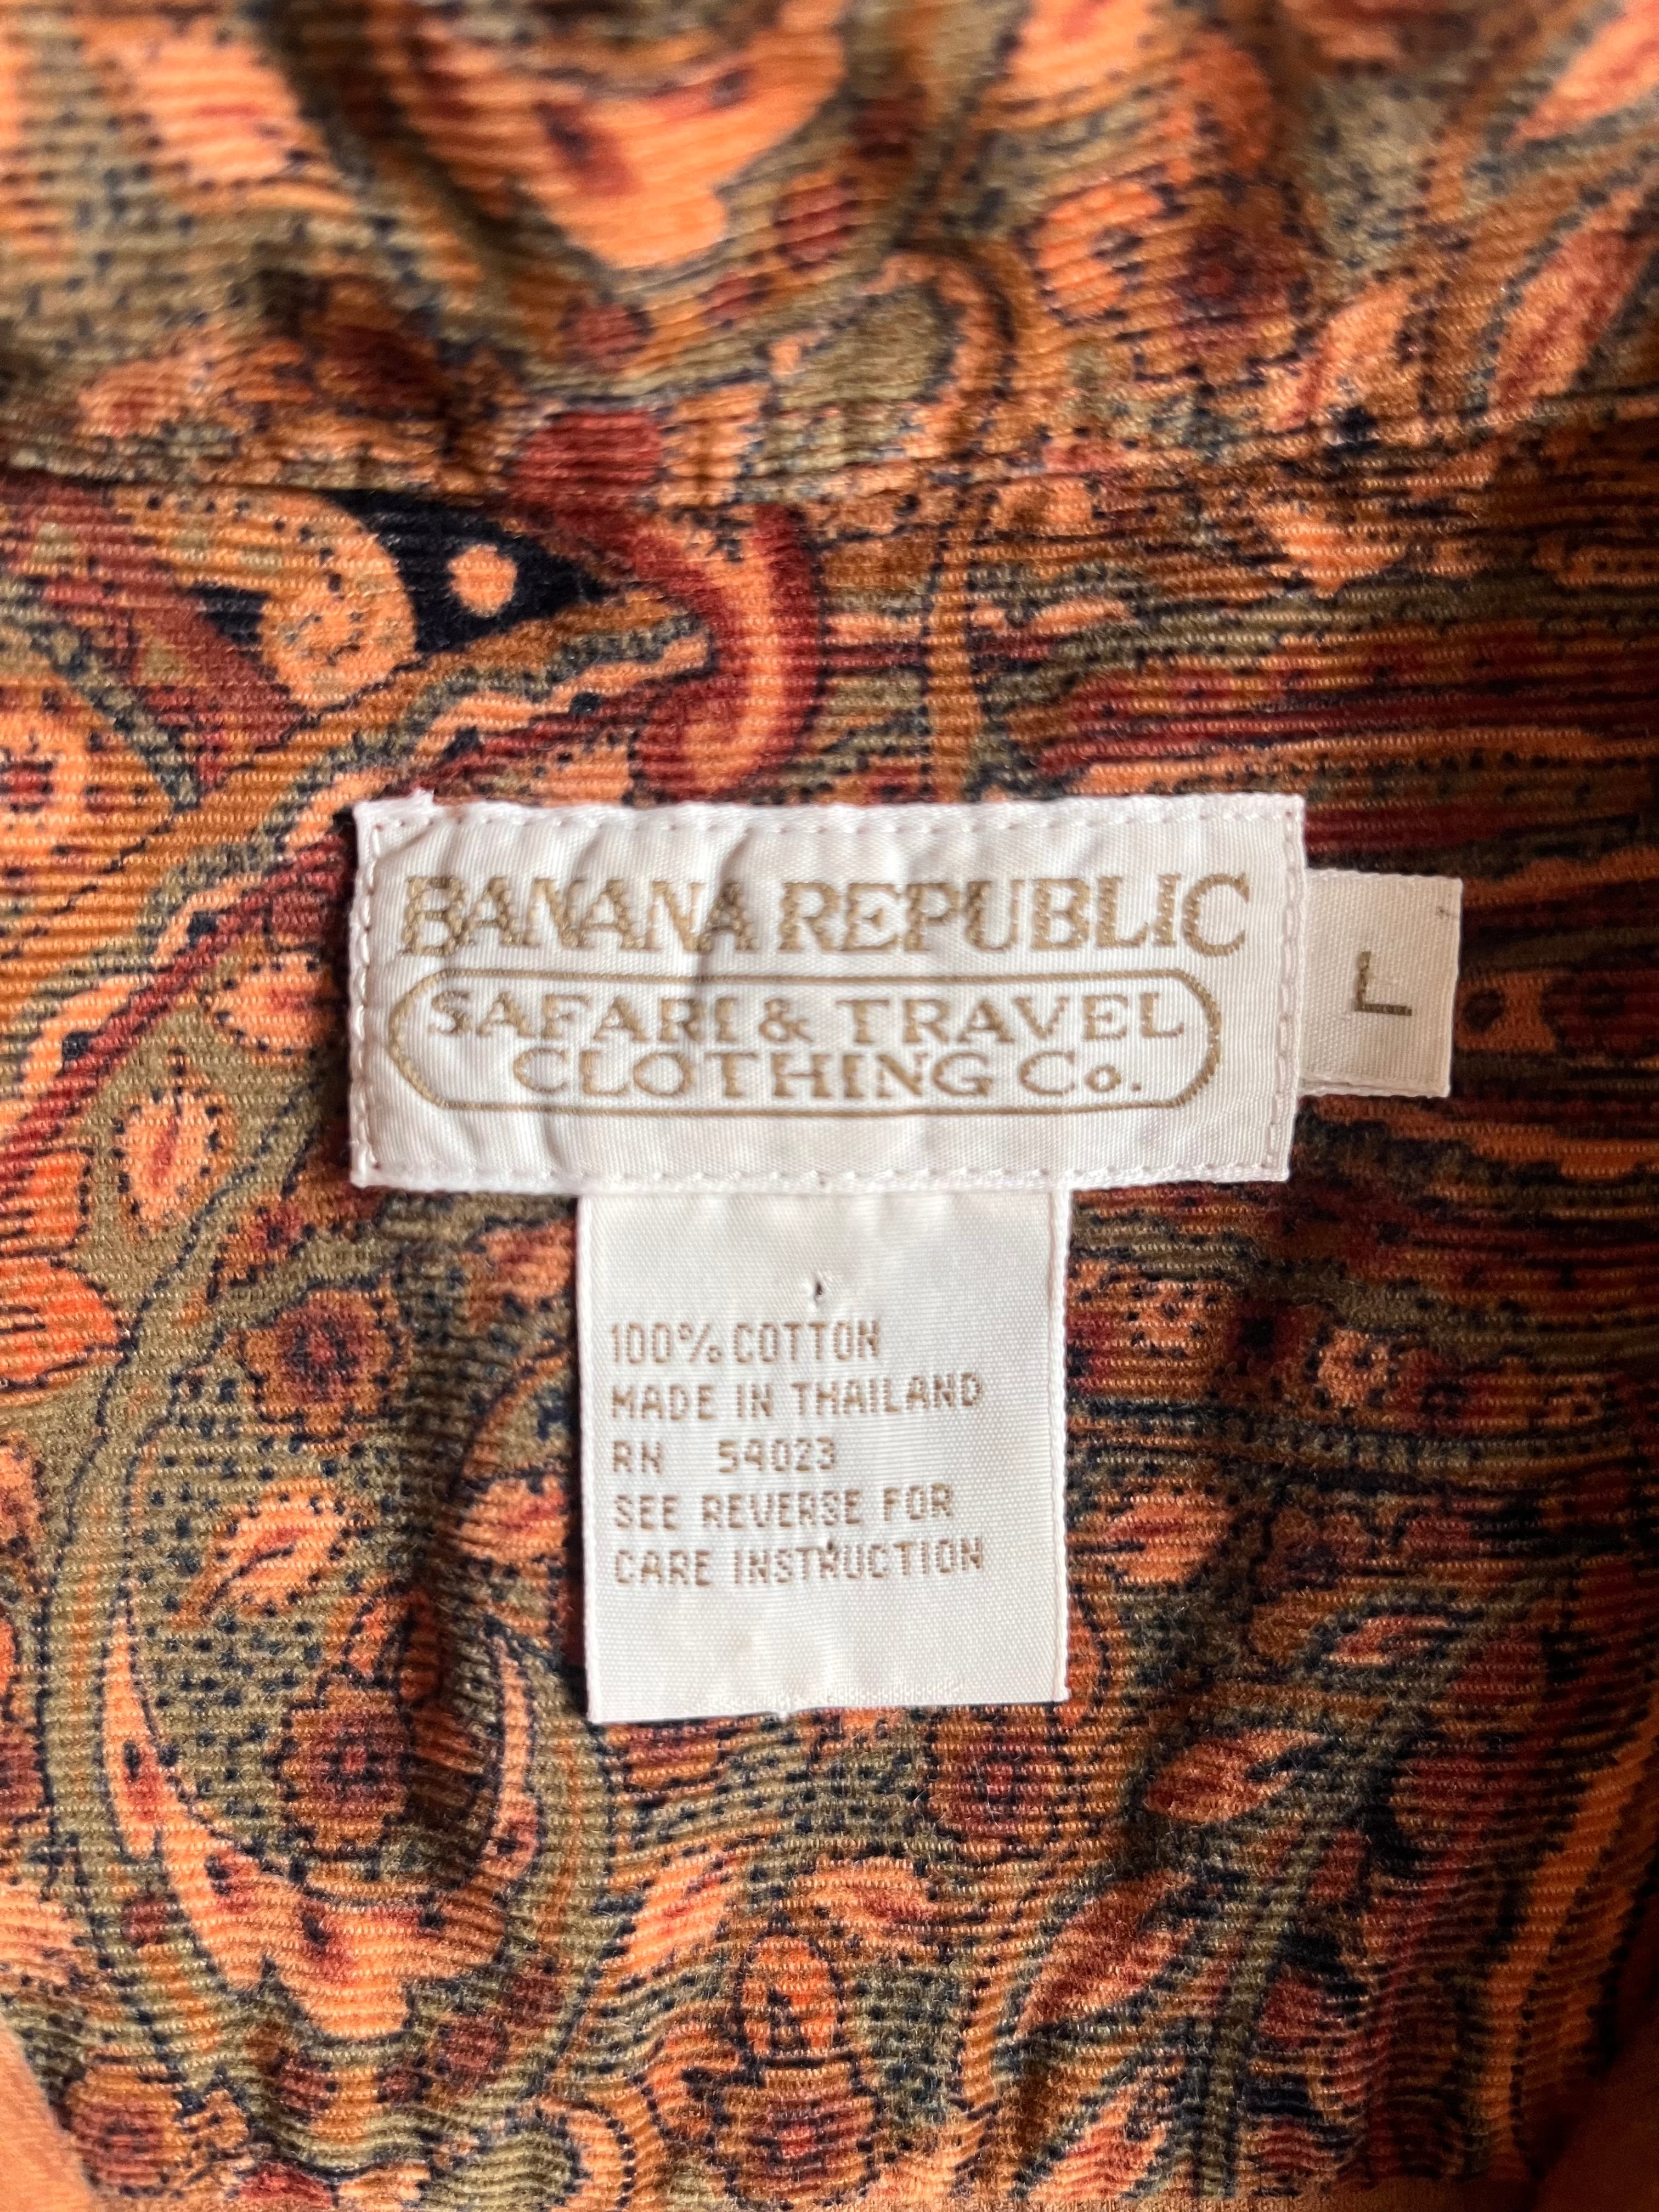 BANANA REPUBLIC
SAFARI & TRAVEL
CLOTHING Co.
L
100% COTTON
MADE IN THAILAND
RN 54023
SEE REVERSE FOR
CARE INSTRUCTION